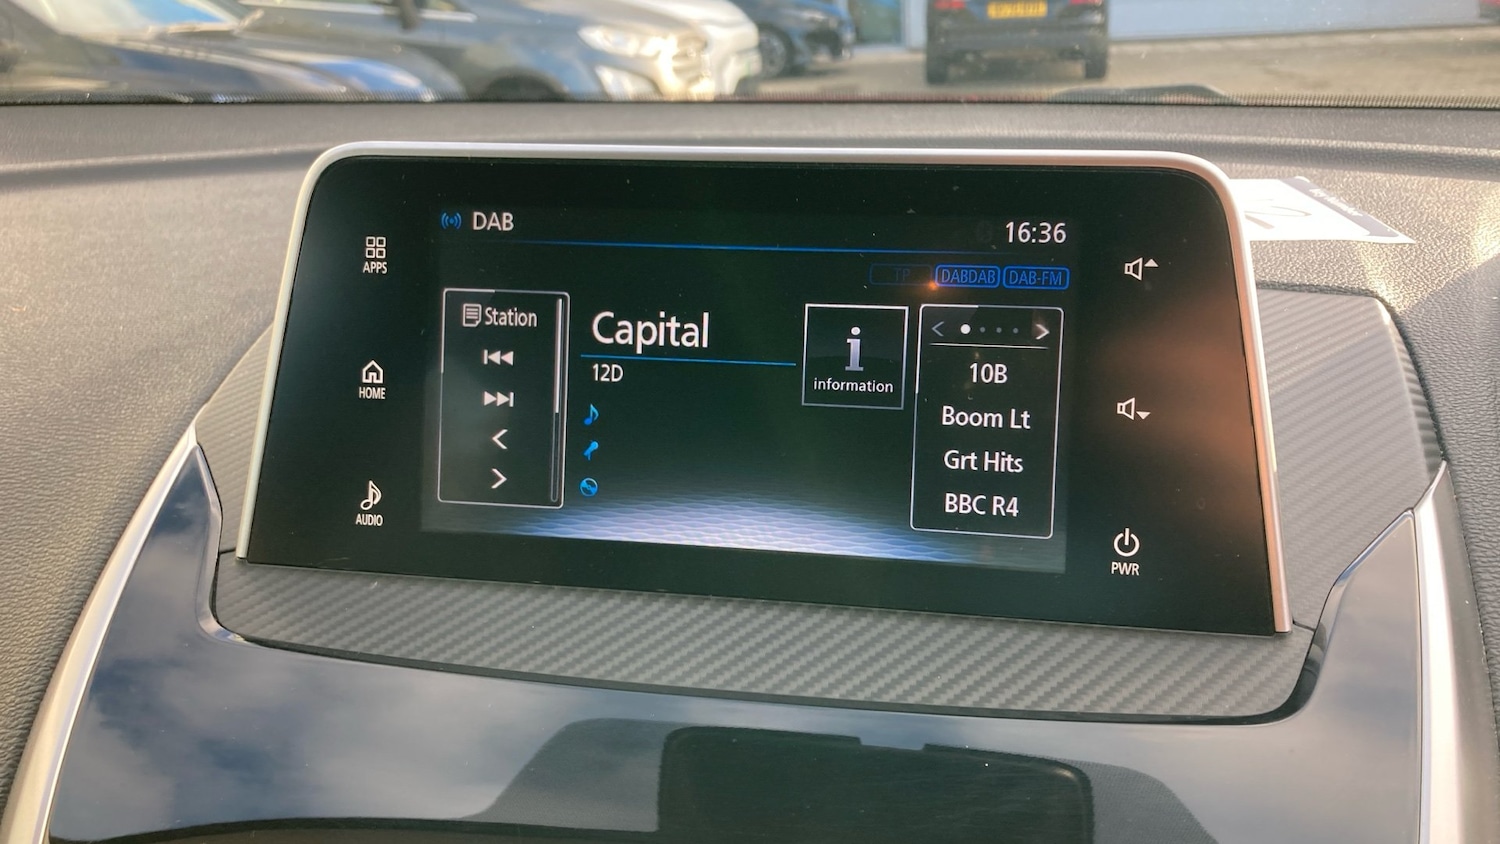 DAB
16:36
TP
DABDAB
DAB-FM
APPS
HOME
AUDIO
Station
Capital
12D
information
10B
Boom Lt
Grt Hits
BBC R4
PWR